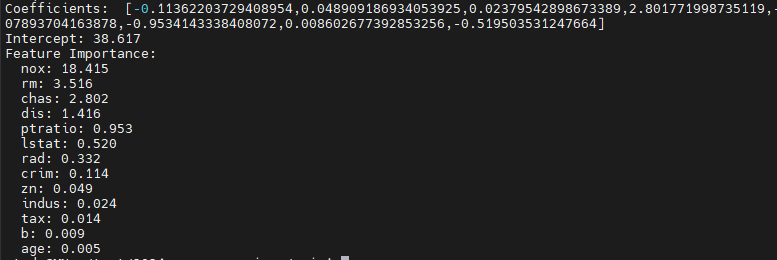 Coefficients:  [-0.11362203729408954,0.048909186934053925,0.02379542898673389,2.801771998735119,-
07893704163878,-0.9534143338408072,0.008602677392853256,-0.519503531247664]
Intercept: 38.617
Feature Importance:
  nox: 18.415
  rm: 3.516
  chas: 2.802
  dis: 1.416
  ptratio: 0.953
  lstat: 0.520
  rad: 0.332
  crim: 0.114
  zn: 0.049
  indus: 0.024
  tax: 0.014
  b: 0.009
  age: 0.005